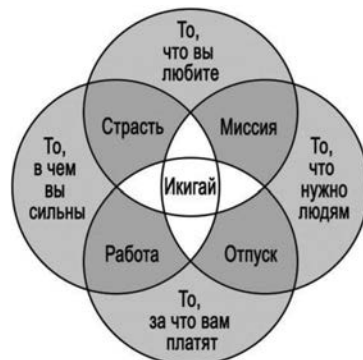 То,
что вы
любите
Страсть
Миссия
То,
в чем
вы
сильны
Икигай
То,
что
нужно
людям
Работа
Отпуск
То,
за что вам
платят